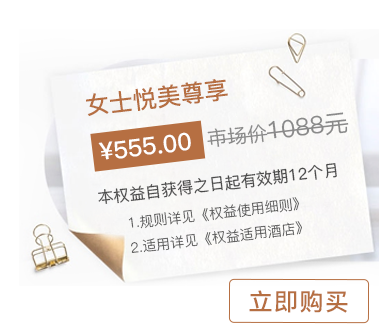 女士悦美尊享
¥555.00 市场价1088元
本权益自获得之日起有效期12个月
1.规则详见《权益使用细则》
2.适用详见《权益适用酒店》
立即购买